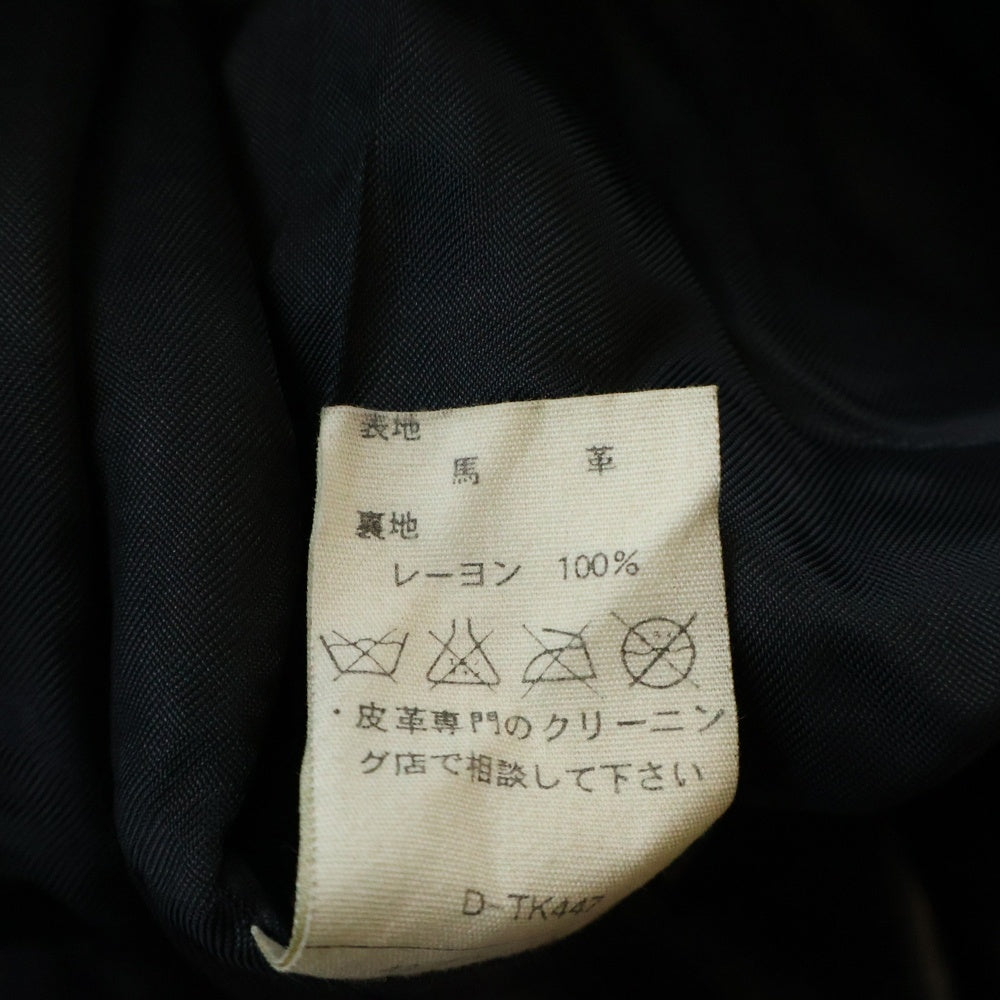 表地
馬 革
裏地
レーヨン 100%
・皮革専門のクリーニン
グ店で相談して下さい
D-TK447